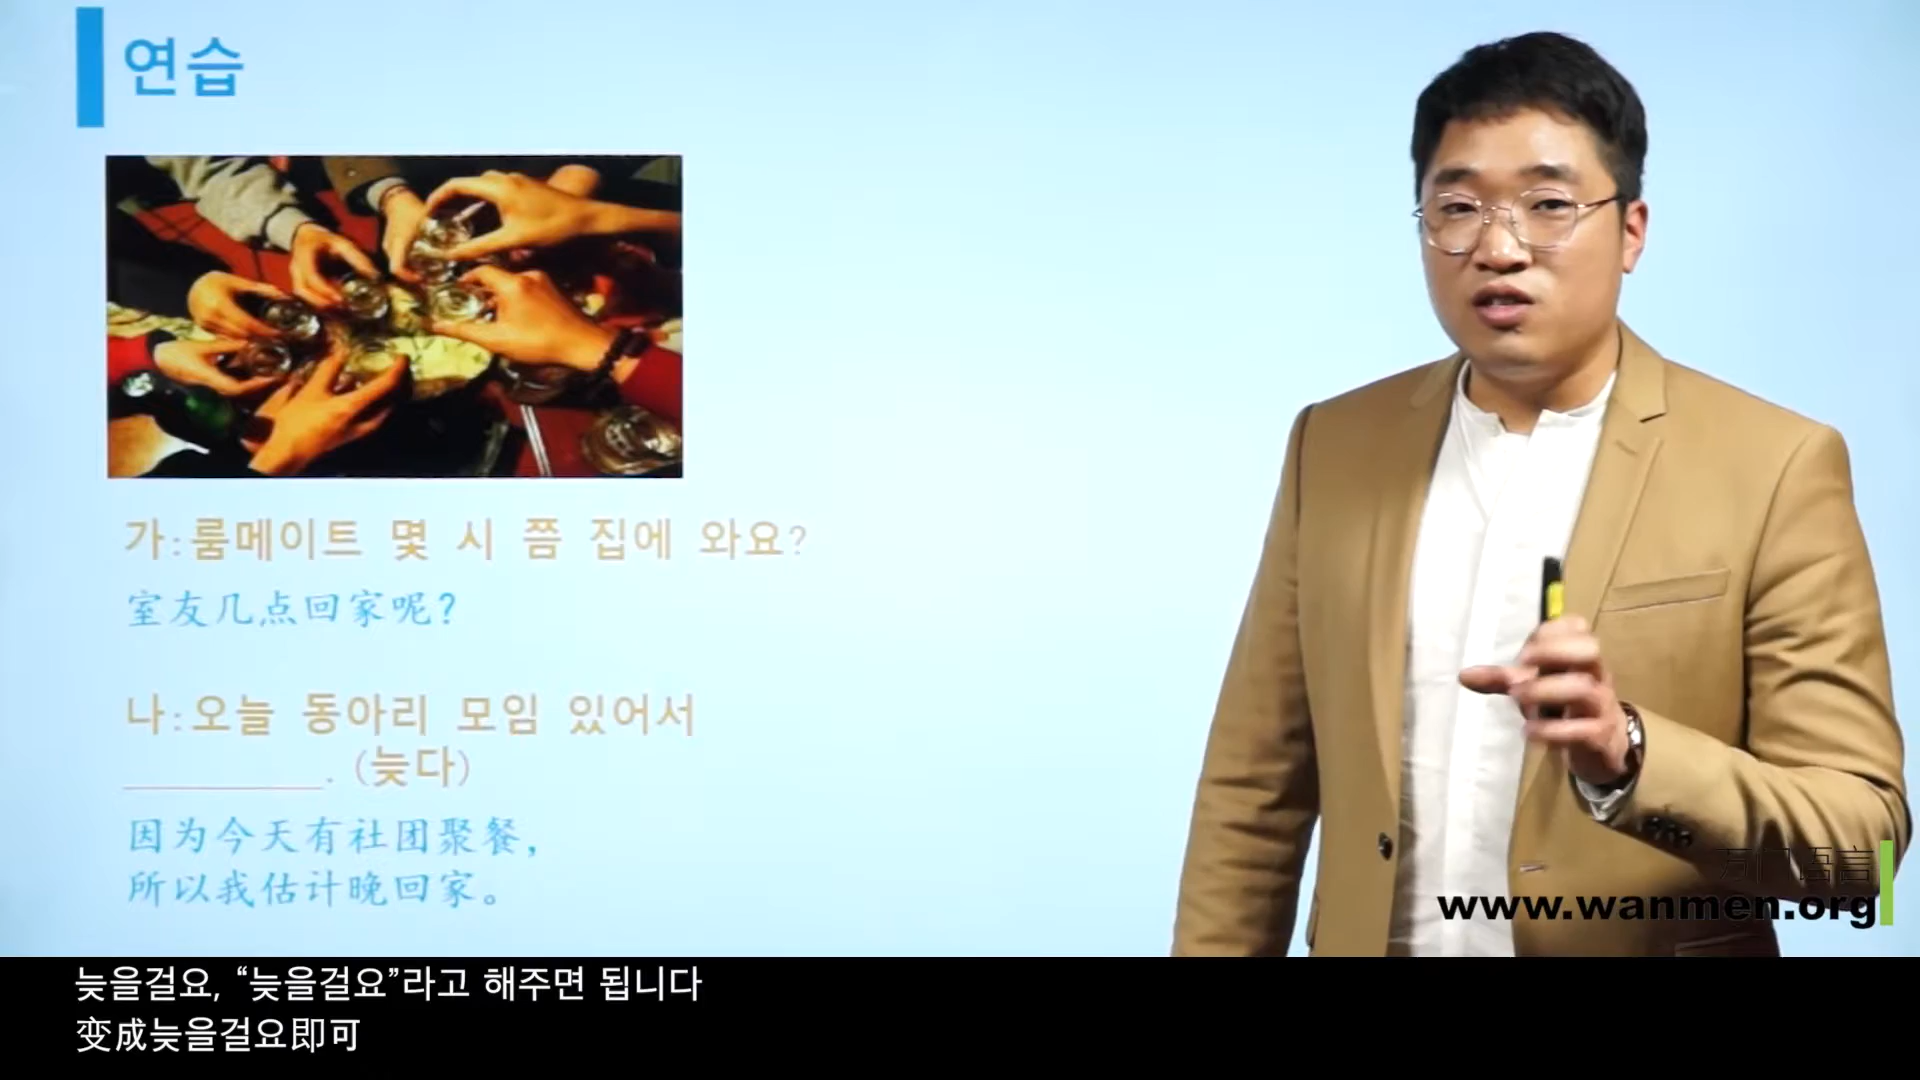 연습
가:룸메이트 몇 시 쯤 집에 와요?
室友几点回家呢?
나:오늘 동아리 모임 있어서
________. (늦다)
因为今天有社团聚餐,
所以我估计晚回家。
万门语言
www.wanmen.org
늦을걸요, “늦을걸요”라고 해주면 됩니다
变成늦을걸요即可